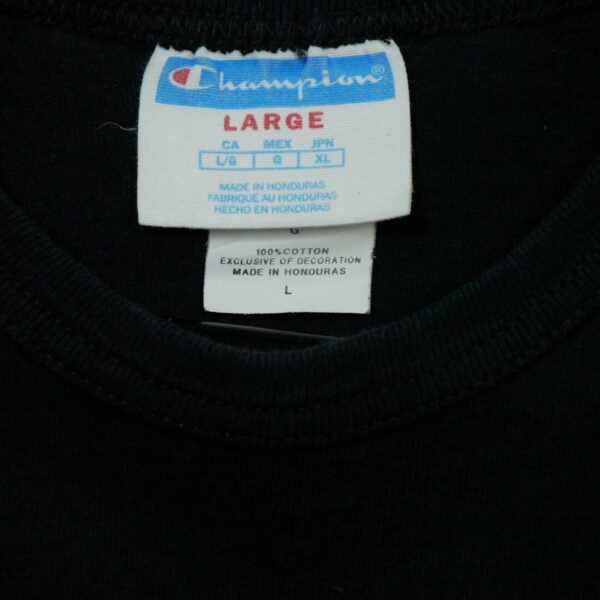 Champion®
LARGE
CA MEX JPN
L/G G XL
MADE IN HONDURAS
FABRIQUÉ AU HONDURAS
HECHO EN HONDURAS
G
100% COTTON
EXCLUSIVE OF DECORATION
MADE IN HONDURAS
L